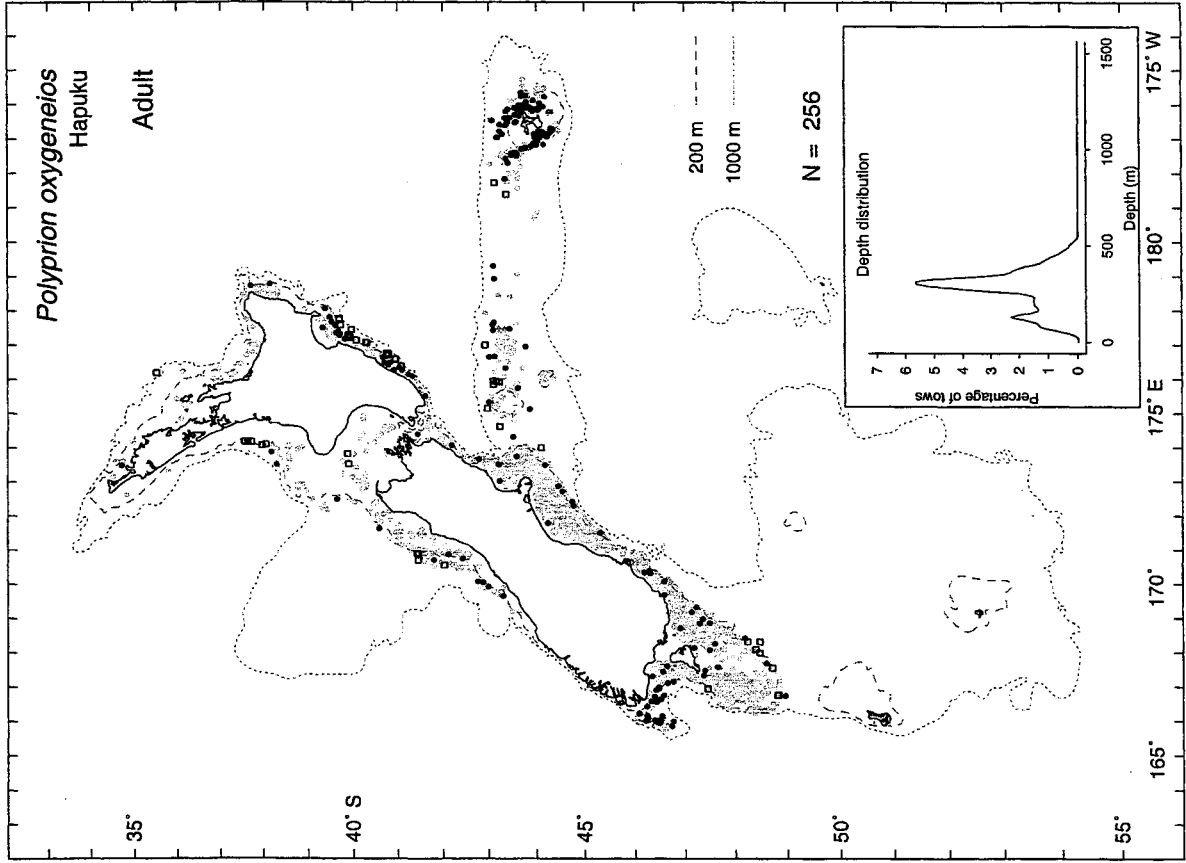 Polyprion oxygeneios
Hapuku
Adult
35°
40° S
45°
50°
55°
165°
170°
175° E
180°
175° W
200 m
1000 m
N = 256
Depth distribution
Percentage of tows
7
6
5
4
3
2
1
0
0
500
1000
1500
Depth (m)